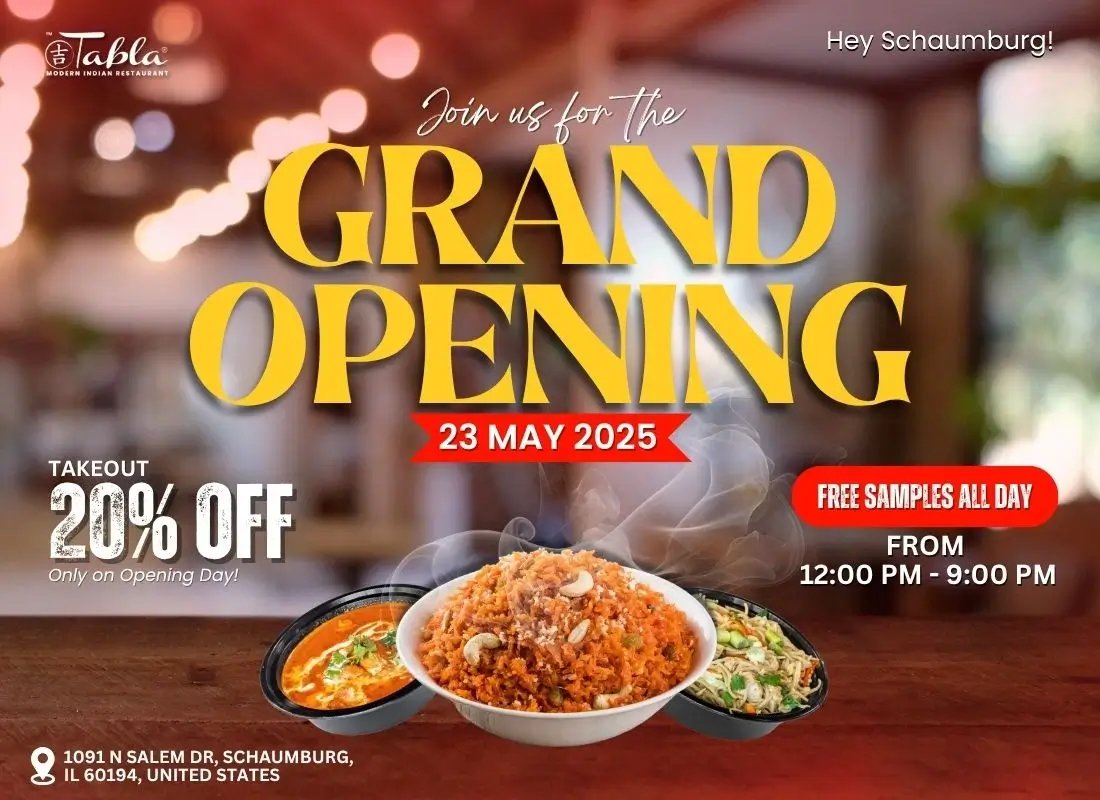 ™
吉 Tabla®
MODERN INDIAN RESTAURANT
Hey Schaumburg!
Join us for the
GRAND
OPENING
23 MAY 2025
TAKEOUT
20% OFF
Only on Opening Day!
FREE SAMPLES ALL DAY
FROM
12:00 PM - 9:00 PM
1091 N SALEM DR, SCHAUMBURG,
IL 60194, UNITED STATES